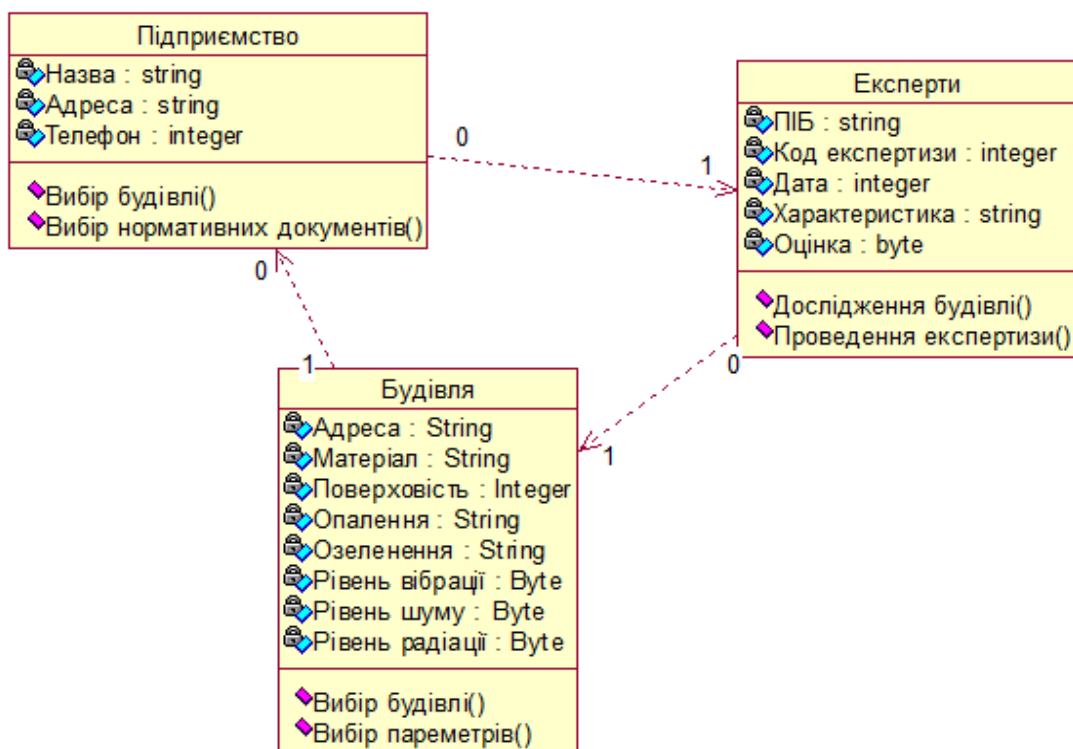 Підприємство
Назва : string
Адреса : string
Телефон : integer
Вибір будівлі()
Вибір нормативних документів()
0
1
Експерти
ПІБ : string
Код експертизи : integer
Дата : integer
Характеристика : string
Оцінка : byte
Дослідження будівлі()
Проведення експертизи()
0
1
0
1
Будівля
Адреса : String
Матеріал : String
Поверховість : Integer
Опалення : String
Озеленення : String
Рівень вібрації : Byte
Рівень шуму : Byte
Рівень радіації : Byte
Вибір будівлі()
Вибір пареметрів()